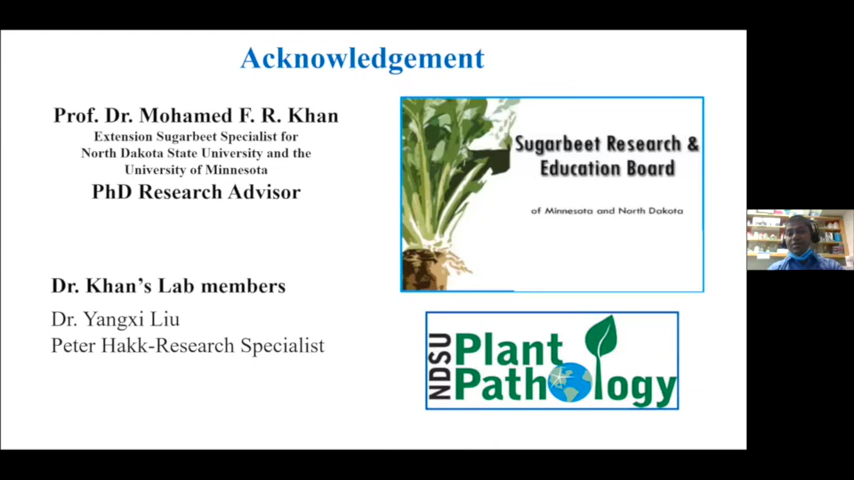 Acknowledgement
Prof. Dr. Mohamed F. R. Khan
Extension Sugarbeet Specialist for
North Dakota State University and the
University of Minnesota
PhD Research Advisor
Dr. Khan's Lab members
Dr. Yangxi Liu
Peter Hakk-Research Specialist
Sugarbeet Research &
Education Board
of Minnesota and North Dakota
NDSU
Plant
Pathology